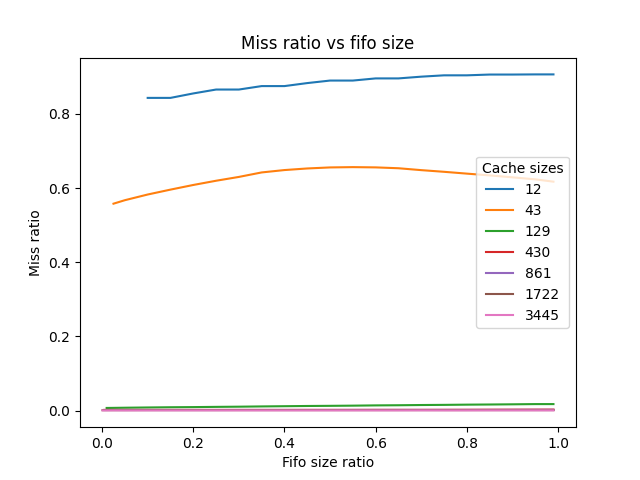 Miss ratio vs fifo size
Miss ratio
0.8
0.6
0.4
0.2
0.0
Cache sizes
12
43
129
430
861
1722
3445
0.0 0.2 0.4 0.6 0.8 1.0
Fifo size ratio